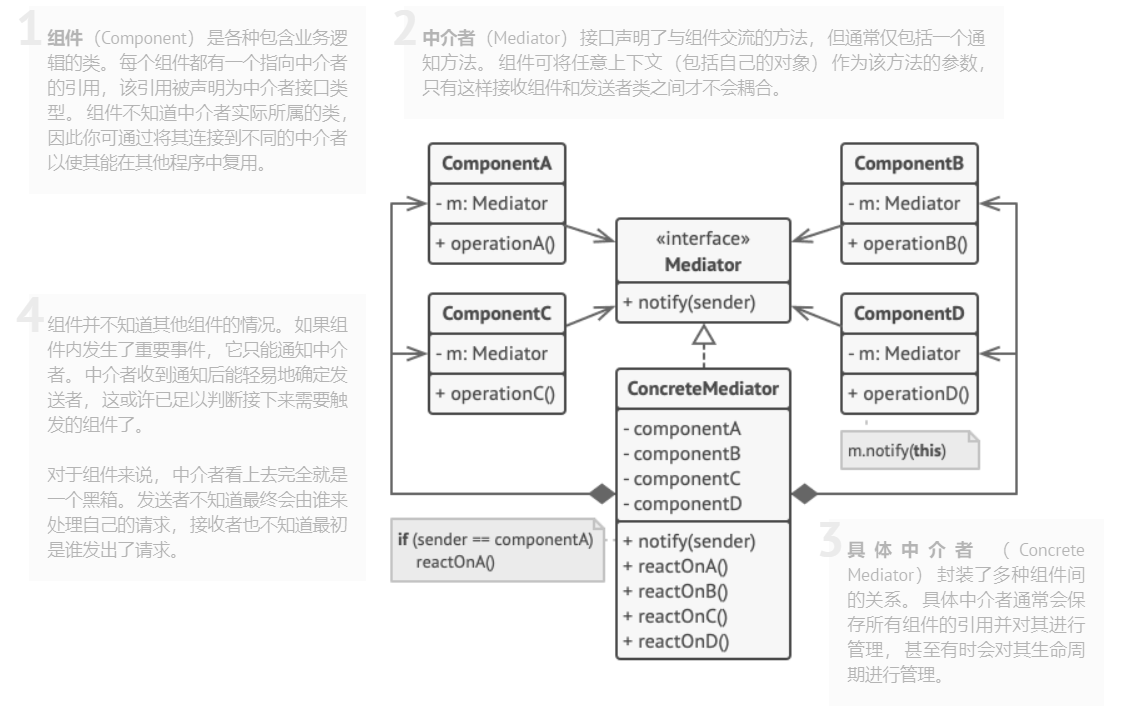 1
组件（Component）是各种包含业务逻
辑的类。每个组件都有一个指向中介者
的引用，该引用被声明为中介者接口类
型。组件不知道中介者实际所属的类，
因此你可通过将其连接到不同的中介者
以使其能在其他程序中复用。
2
中介者（Mediator）接口声明了与组件交流的方法，但通常仅包括一个通
知方法。组件可将任意上下文（包括自己的对象）作为该方法的参数，
只有这样接收组件和发送者类之间才不会耦合。
ComponentA
- m: Mediator
+ operationA()
ComponentB
- m: Mediator
+ operationB()
«interface»
Mediator
+ notify(sender)
ComponentC
- m: Mediator
+ operationC()
ComponentD
- m: Mediator
+ operationD()
m.notify(this)
ConcreteMediator
- componentA
- componentB
- componentC
- componentD
+ notify(sender)
+ reactOnA()
+ reactOnB()
+ reactOnC()
+ reactOnD()
if (sender == componentA)
reactOnA()
3
具体中介者（Concrete
Mediator）封装了多种组件间
的关系。具体中介者通常会保
存所有组件的引用并对其进行
管理，甚至有时会对其生命周
期进行管理。
4
组件并不知道其他组件的情况。如果组
件内发生了重要事件，它只能通知中介
者。中介者收到通知后能轻易地确定发
送者，这或许已足以判断接下来需要触
发的组件了。
对于组件来说，中介者看上去完全就是
一个黑箱。发送者不知道最终会由谁来
处理自己的请求，接收者也不知道最初
是谁发出了请求。